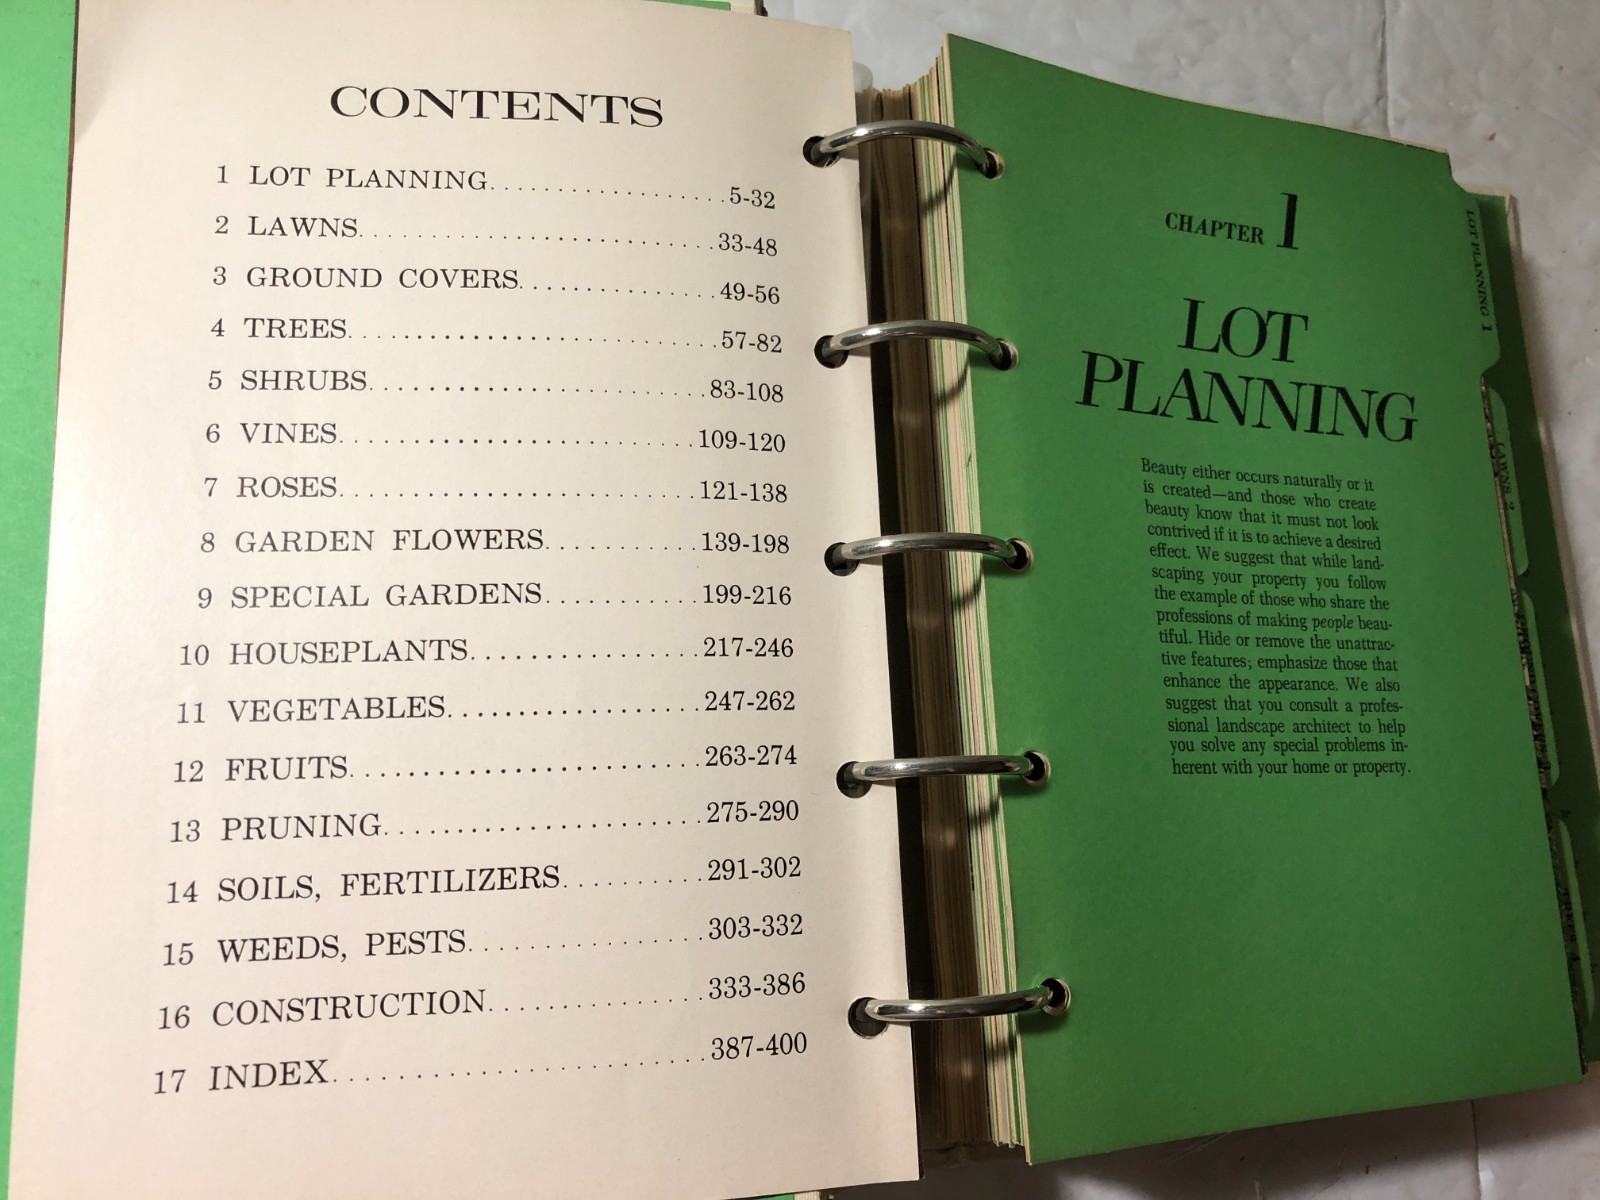 CONTENTS
1 LOT PLANNING................. 5-32
2 LAWNS......................... 33-48
3 GROUND COVERS.............. 49-56
4 TREES.......................... 57-82
5 SHRUBS........................ 83-108
6 VINES......................... 109-120
7 ROSES......................... 121-138
8 GARDEN FLOWERS........... 139-198
9 SPECIAL GARDENS........... 199-216
10 HOUSEPLANTS................ 217-246
11 VEGETABLES................. 247-262
12 FRUITS....................... 263-274
13 PRUNING..................... 275-290
14 SOILS, FERTILIZERS.......... 291-302
15 WEEDS, PESTS................ 303-332
16 CONSTRUCTION............... 333-386
17 INDEX......................... 387-400
CHAPTER 1
LOT
PLANNING
Beauty either occurs naturally or it
is created—and those who create
beauty know that it must not look
contrived if it is to achieve a desired
effect. We suggest that while land-
scaping your property you follow
the example of those who share the
professions of making people beau-
tiful. Hide or remove the unattrac-
tive features; emphasize those that
enhance the appearance. We also
suggest that you consult a profes-
sional landscape architect to help
you solve any special problems in-
herent with your home or property.
LOT PLANNING 1
LAWNS 2